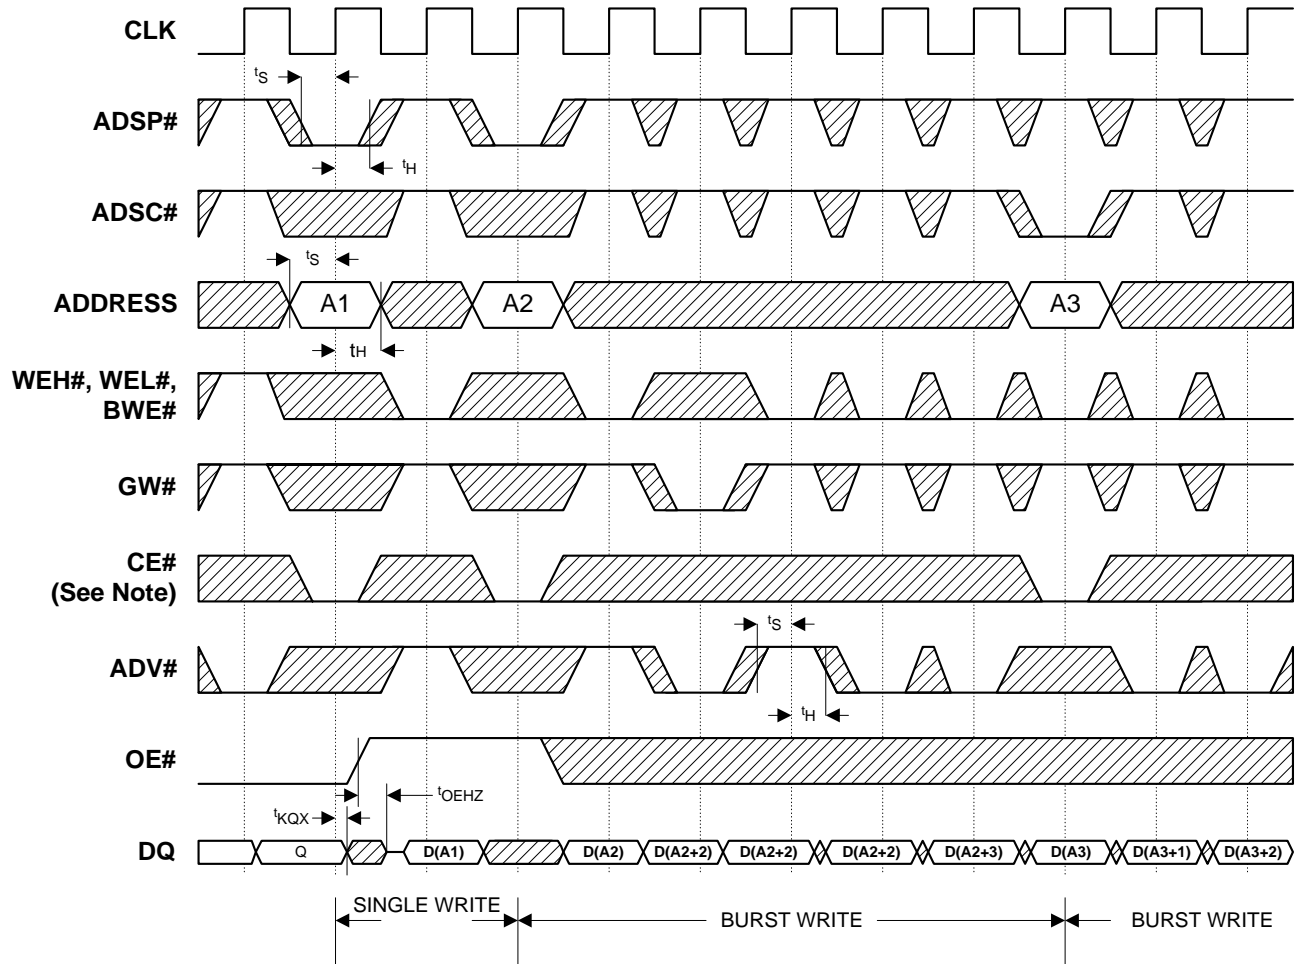 CLK
tS
ADSP#
tH
ADSC#
tS
ADDRESS A1 A2 A3
tH
WEH#, WEL#,
BWE#
GW#
CE#
(See Note)
tS
ADV#
tH
OE#
tOEHZ
tKQX
DQ Q D(A1) D(A2) D(A2+2) D(A2+2) D(A2+2) D(A2+3) D(A3) D(A3+1) D(A3+2)
SINGLE WRITE BURST WRITE BURST WRITE